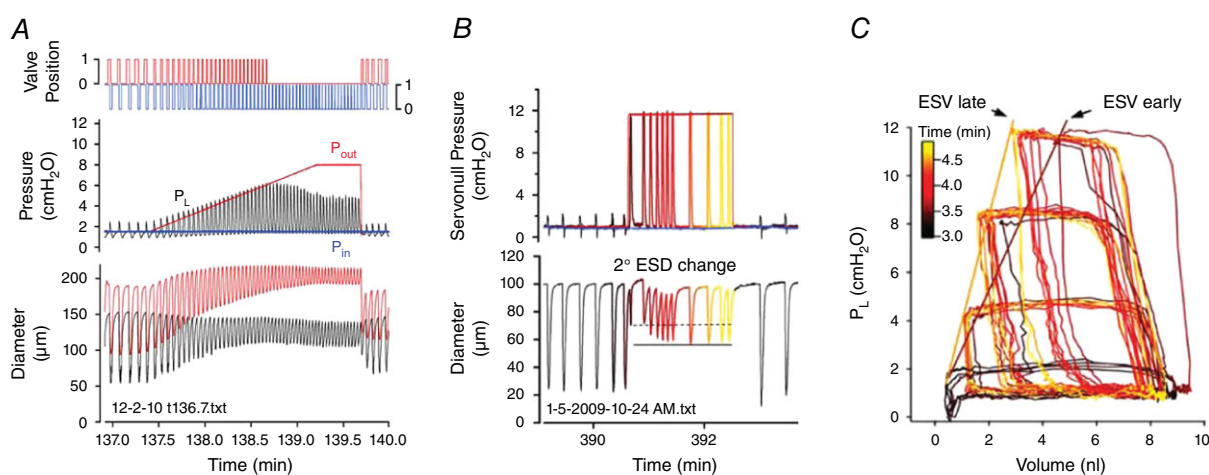 A
Valve
Position
1
0
1
0
Pressure
(cmH2O)
12
10
8
6
4
2
0
Pout
PL
Pin
Diameter
(µm)
200
150
100
50
0
12-2-10 t136.7.txt
137.0 137.5 138.0 138.5 139.0 139.5 140.0
Time (min)
B
Servonull Pressure
(cmH2O)
12
8
4
0
2° ESD change
Diameter
(µm)
120
100
80
60
40
20
0
1-5-2009-10-24 AM.txt
390 392
Time (min)
C
ESV late
ESV early
Time (min)
4.5
4.0
3.5
3.0
PL (cmH2O)
12
10
8
6
4
2
0
0 2 4 6 8 10
Volume (nl)